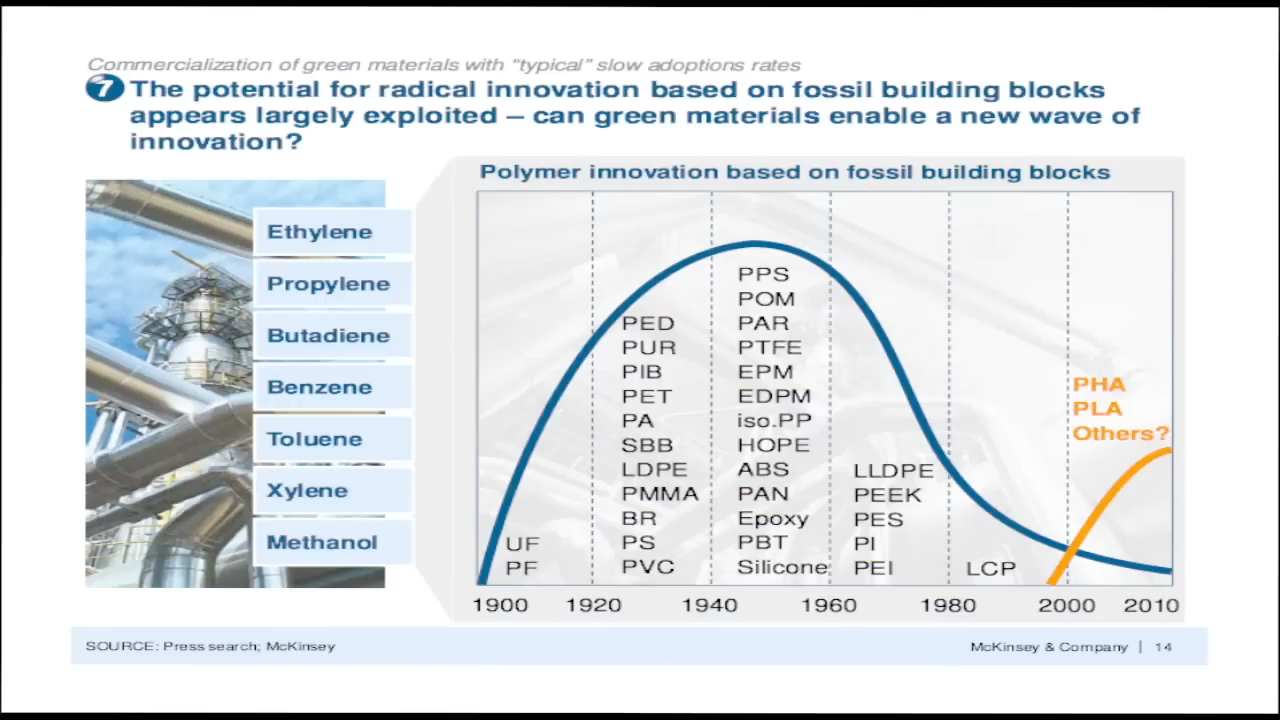 Commercialization of green materials with “typical” slow adoptions rates
7 The potential for radical innovation based on fossil building blocks
appears largely exploited – can green materials enable a new wave of
innovation?
Polymer innovation based on fossil building blocks
Ethylene
Propylene
Butadiene
Benzene
Toluene
Xylene
Methanol
UF
PF
PED
PUR
PIB
PET
PA
SBB
LDPE
PMMA
BR
PS
PVC
PPS
POM
PAR
PTFE
EPM
EDPM
iso.PP
HOPE
ABS
PAN
Epoxy
PBT
Silicone
LLDPE
PEEK
PES
PI
PEI
LCP
PHA
PLA
Others?
1900 1920 1940 1960 1980 2000 2010
SOURCE: Press search; McKinsey
McKinsey & Company | 14